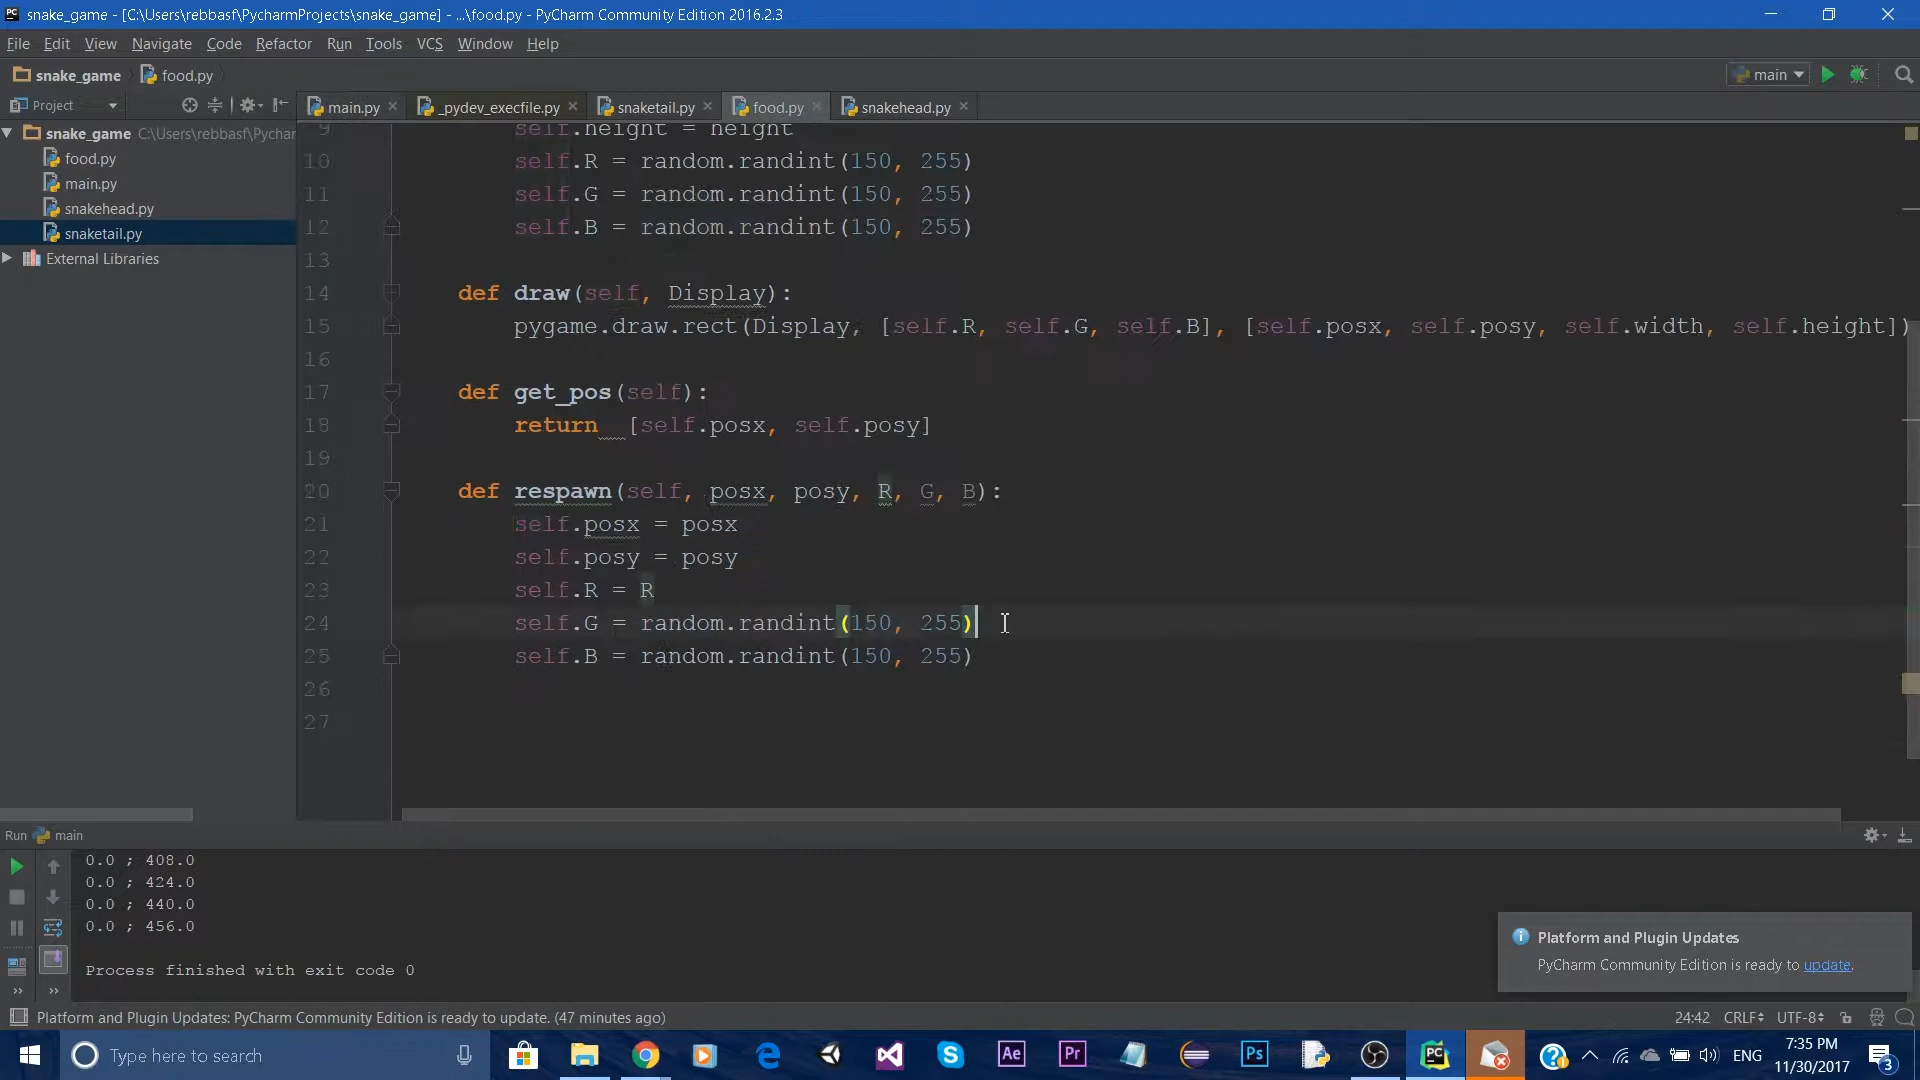 snake_game - [C:\Users\rebbasf\PycharmProjects\snake_game] - ...\food.py - PyCharm Community Edition 2016.2.3
File Edit View Navigate Code Refactor Run Tools VCS Window Help
snake_game food.py main
Project main.py _pydev_execfile.py snaketail.py food.py snakehead.py
snake_game C:\Users\rebbasf\Pychar
food.py
main.py
snakehead.py
snaketail.py
External Libraries
9 self.height = height
10 self.R = random.randint(150, 255)
11 self.G = random.randint(150, 255)
12 self.B = random.randint(150, 255)
13
14 def draw(self, Display):
15 pygame.draw.rect(Display, [self.R, self.G, self.B], [self.posx, self.posy, self.width, self.height])
16
17 def get_pos(self):
18 return  [self.posx, self.posy]
19
20 def respawn(self, posx, posy, R, G, B):
21 self.posx = posx
22 self.posy = posy
23 self.R = R
24 self.G = random.randint(150, 255)
25 self.B = random.randint(150, 255)
26
27
Run main
0.0 ; 408.0
0.0 ; 424.0
0.0 ; 440.0
0.0 ; 456.0
Process finished with exit code 0
Platform and Plugin Updates
PyCharm Community Edition is ready to update.
Platform and Plugin Updates: PyCharm Community Edition is ready to update. (47 minutes ago)
24:42 CRLF UTF-8
Type here to search
Ae Pr Ps PC
ENG
7:35 PM
11/30/2017
3